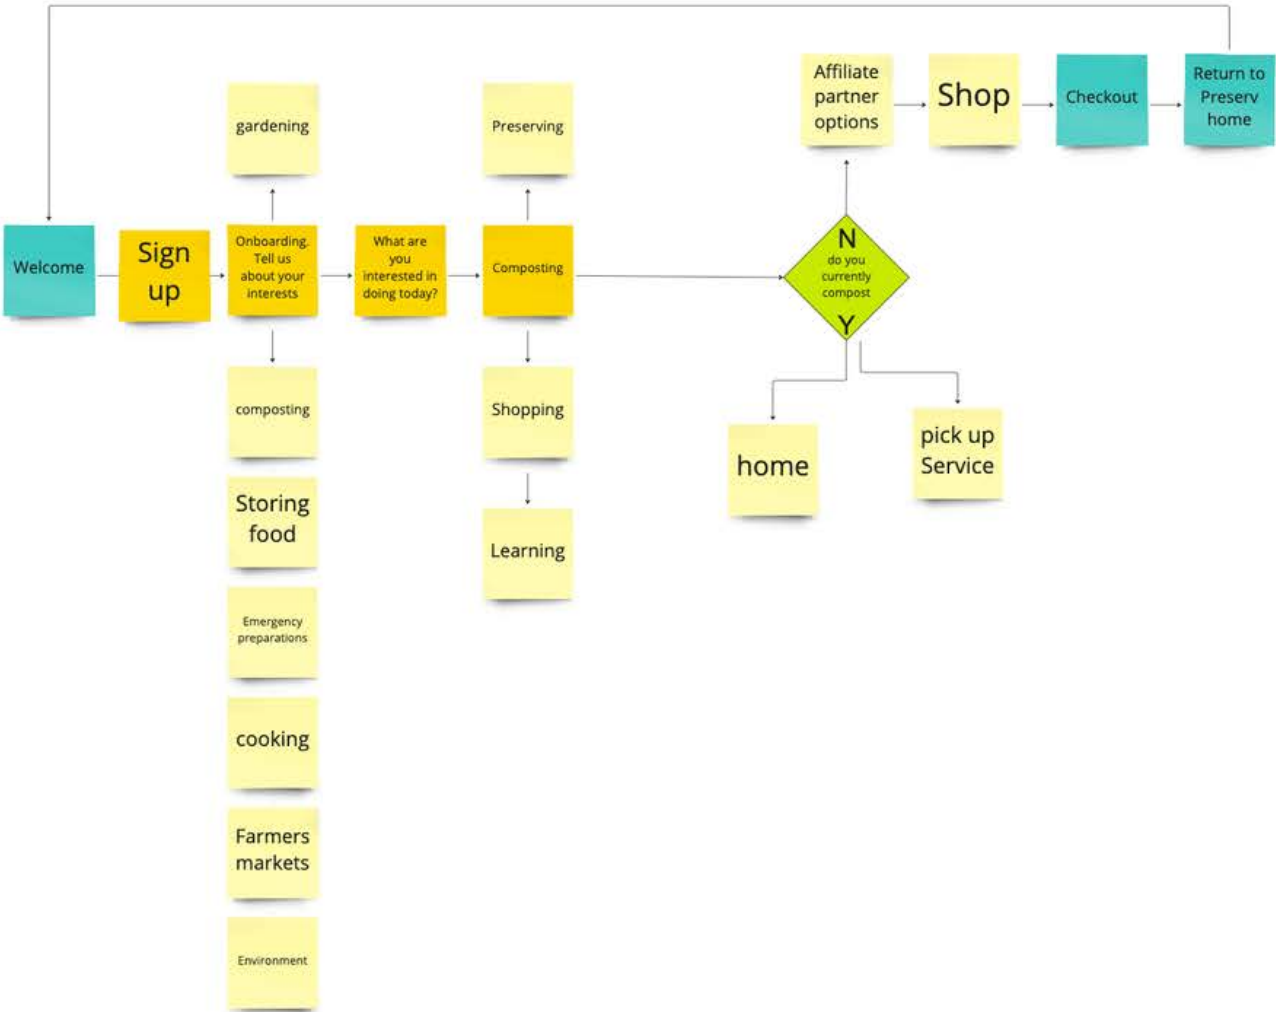 Affiliate
partner
options
Shop
Checkout
Return to
Preserv
home
gardening
Preserving
Welcome
Sign
up
Onboarding.
Tell us
about your
interests
What are
you
interested in
doing today?
Composting
N
do you
currently
compost
Y
composting
Shopping
home
pick up
Service
Storing
food
Learning
Emergency
preparations
cooking
Farmers
markets
Environment